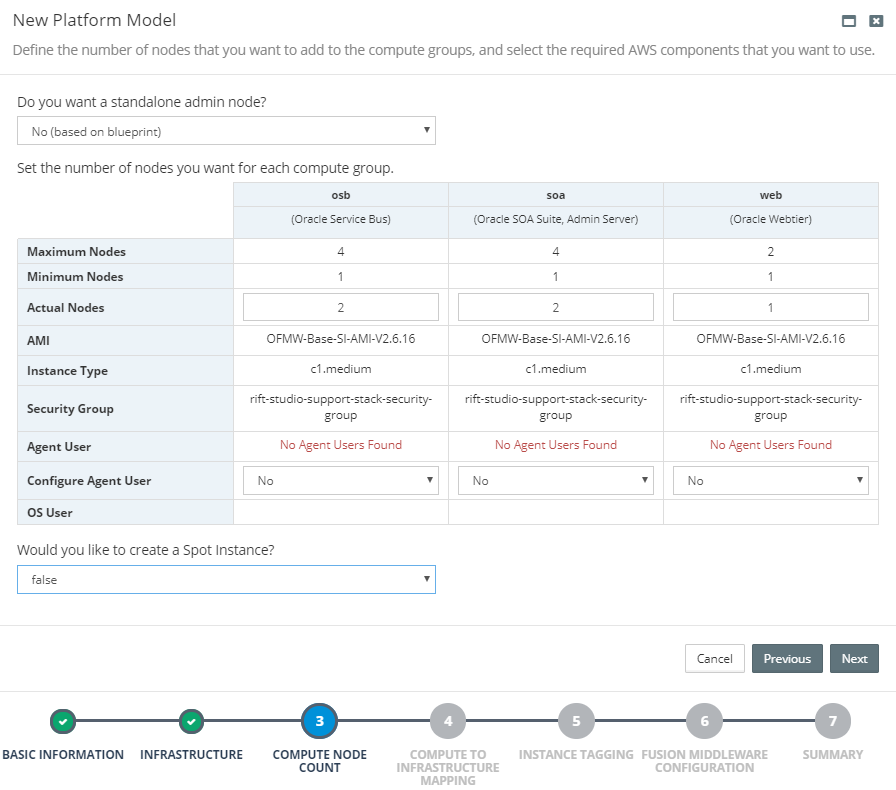 New Platform Model
Define the number of nodes that you want to add to the compute groups, and select the required AWS components that you want to use.
Do you want a standalone admin node?
No (based on blueprint)
Set the number of nodes you want for each compute group.
osb soa web
(Oracle Service Bus) (Oracle SOA Suite, Admin Server) (Oracle Webtier)
Maximum Nodes 4 4 2
Minimum Nodes 1 1 1
Actual Nodes 2 2 1
AMI OFMW-Base-SI-AMI-V2.6.16 OFMW-Base-SI-AMI-V2.6.16 OFMW-Base-SI-AMI-V2.6.16
Instance Type c1.medium c1.medium c1.medium
Security Group rift-studio-support-stack-security-group rift-studio-support-stack-security-group rift-studio-support-stack-security-group
Agent User No Agent Users Found No Agent Users Found No Agent Users Found
Configure Agent User No No No
OS User
Would you like to create a Spot Instance?
false
Cancel Previous Next
3 4 5 6 7
BASIC INFORMATION INFRASTRUCTURE COMPUTE NODE COUNT COMPUTE TO INFRASTRUCTURE MAPPING INSTANCE TAGGING FUSION MIDDLEWARE CONFIGURATION SUMMARY